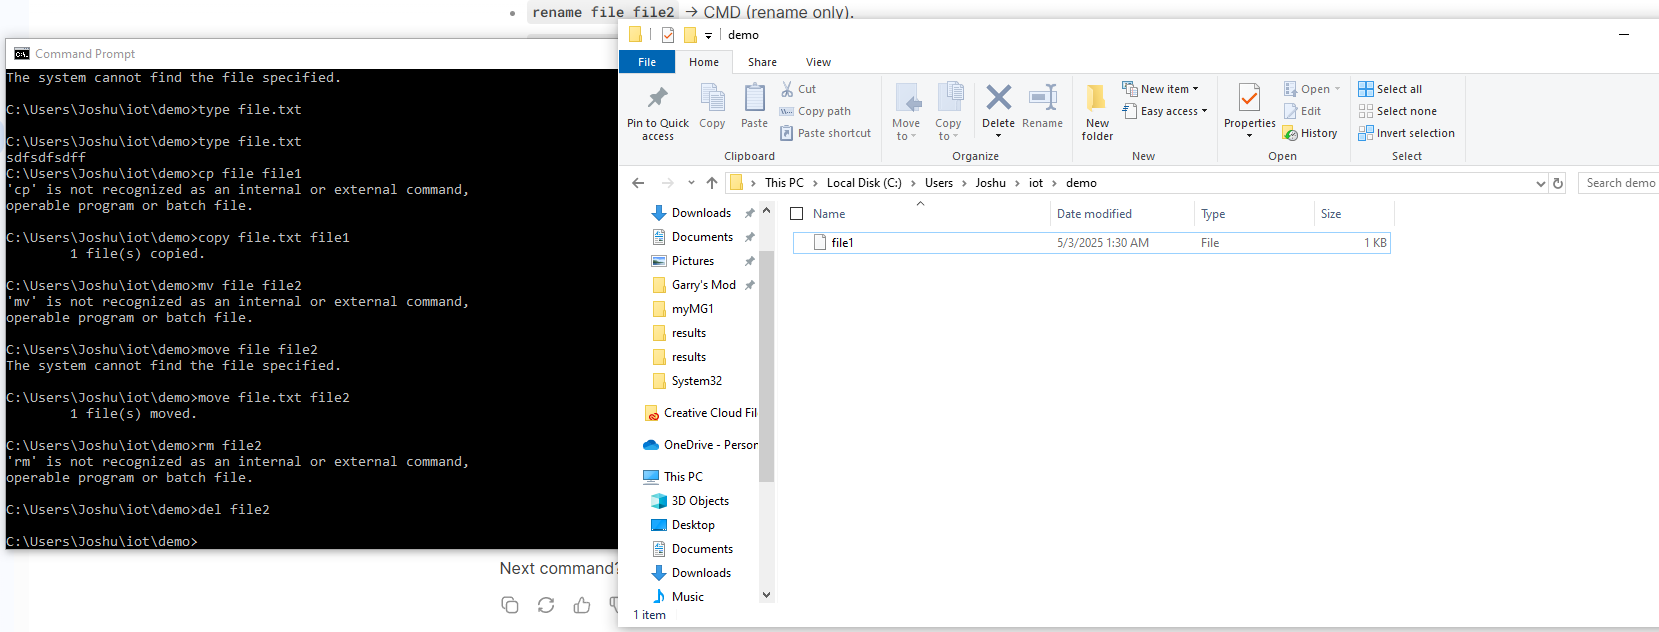 rename file file2 → CMD (rename only).
Command Prompt
The system cannot find the file specified.
C:\Users\Joshu\iot\demo>type file.txt
C:\Users\Joshu\iot\demo>type file.txt
sdfsdfsdff
C:\Users\Joshu\iot\demo>cp file file1
'cp' is not recognized as an internal or external command,
operable program or batch file.
C:\Users\Joshu\iot\demo>copy file.txt file1
1 file(s) copied.
C:\Users\Joshu\iot\demo>mv file file2
'mv' is not recognized as an internal or external command,
operable program or batch file.
C:\Users\Joshu\iot\demo>move file file2
The system cannot find the file specified.
C:\Users\Joshu\iot\demo>move file.txt file2
1 file(s) moved.
C:\Users\Joshu\iot\demo>rm file2
'rm' is not recognized as an internal or external command,
operable program or batch file.
C:\Users\Joshu\iot\demo>del file2
C:\Users\Joshu\iot\demo>
Next command?
demo
File Home Share View
Pin to Quick access
Copy
Paste
Cut
Copy path
Paste shortcut
Clipboard
Move to
Copy to
Delete
Rename
Organize
New folder
New item
Easy access
New
Properties
Open
Edit
History
Open
Select all
Select none
Invert selection
Select
This PC > Local Disk (C:) > Users > Joshu > iot > demo
Search demo
Downloads
Documents
Pictures
Garry's Mod
myMG1
results
results
System32
Creative Cloud Fil
OneDrive - Person
This PC
3D Objects
Desktop
Documents
Downloads
Music
Name Date modified Type Size
file1 5/3/2025 1:30 AM File 1 KB
1 item